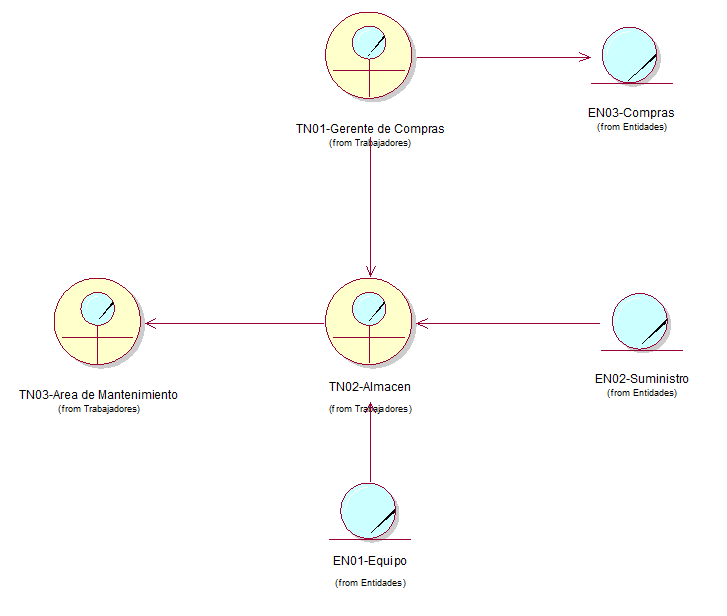 TN01-Gerente de Compras
(from Trabajadores)
EN03-Compras
(from Entidades)
TN03-Area de Mantenimiento
(from Trabajadores)
TN02-Almacen
(from Trabajadores)
EN02-Suministro
(from Entidades)
EN01-Equipo
(from Entidades)